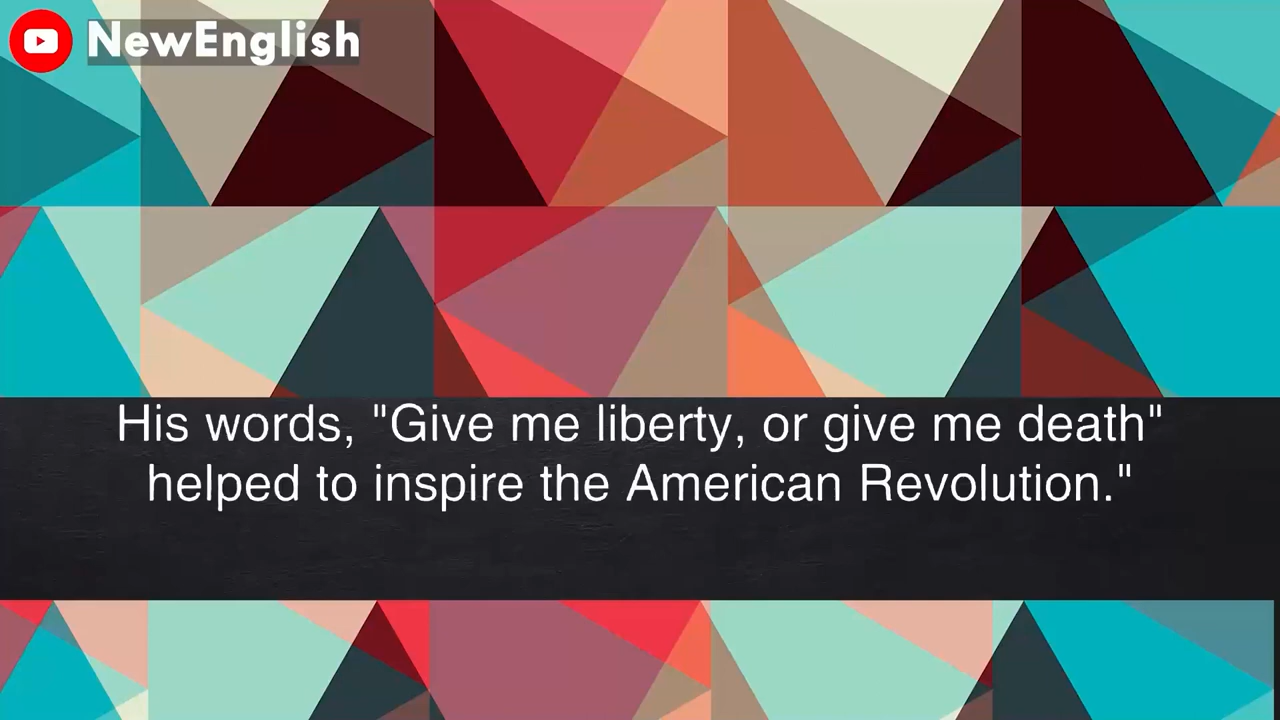 NewEnglish
His words, "Give me liberty, or give me death"
helped to inspire the American Revolution."